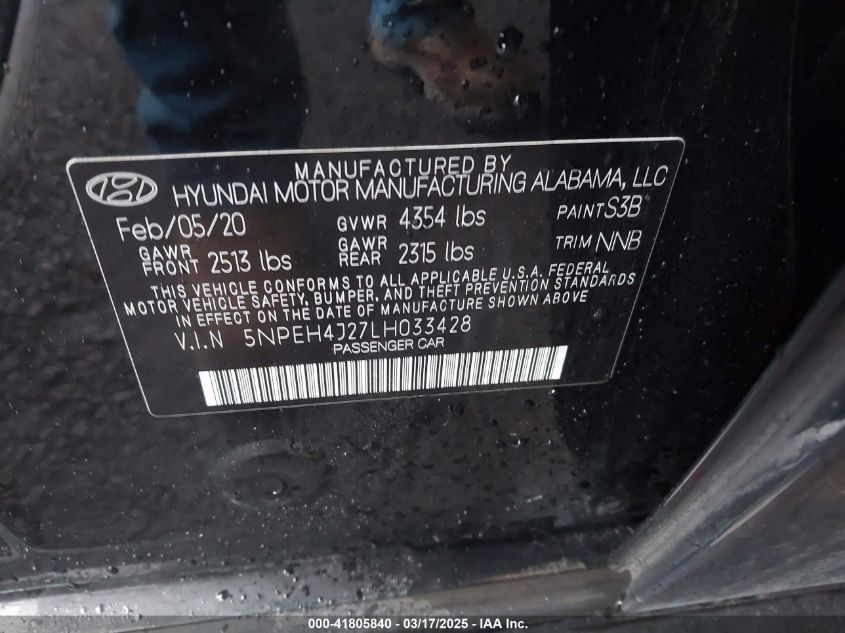 MANUFACTURED BY
HYUNDAI MOTOR MANUFACTURING ALABAMA, LLC
Feb/05/20 GVWR 4354 lbs PAINT S3B
GAWR FRONT 2513 lbs GAWR REAR 2315 lbs TRIM NNB
THIS VEHICLE CONFORMS TO ALL APPLICABLE U.S.A. FEDERAL
MOTOR VEHICLE SAFETY, BUMPER, AND THEFT PREVENTION STANDARDS
IN EFFECT ON THE DATE OF MANUFACTURE SHOWN ABOVE
V.I.N 5NPEH4J27LH033428
PASSENGER CAR
000-41805840 - 03/17/2025 - IAA Inc.